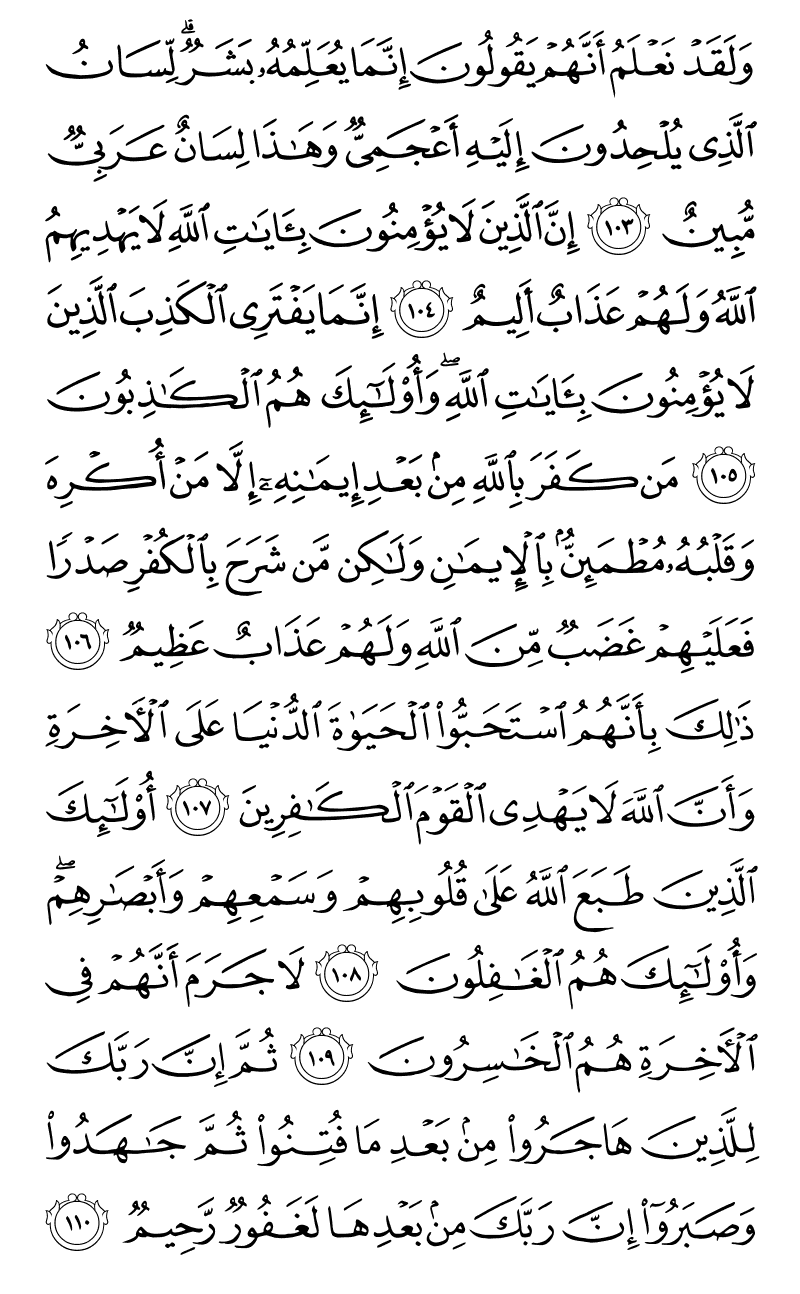 وَلَقَدۡ نَعۡلَمُ أَنَّهُمۡ يَقُولُونَ إِنَّمَا يُعَلِّمُهُۥ بَشَرٞۗ لِّسَانُ
ٱلَّذِي يُلۡحِدُونَ إِلَيۡهِ أَعۡجَمِيّٞ وَهَٰذَا لِسَانٌ عَرَبِيّٞ
مُّبِينٌ ١٠٣ إِنَّ ٱلَّذِينَ لَا يُؤۡمِنُونَ بِـَٔايَٰتِ ٱللَّهِ لَا يَهۡدِيهِمُ
ٱللَّهُ وَلَهُمۡ عَذَابٌ أَلِيمٌ ١٠٤ إِنَّمَا يَفۡتَرِي ٱلۡكَذِبَ ٱلَّذِينَ
لَا يُؤۡمِنُونَ بِـَٔايَٰتِ ٱللَّهِۖ وَأُوْلَٰٓئِكَ هُمُ ٱلۡكَٰذِبُونَ
١٠٥ مَن كَفَرَ بِٱللَّهِ مِنۢ بَعۡدِ إِيمَٰنِهِۦٓ إِلَّا مَنۡ أُكۡرِهَ
وَقَلۡبُهُۥ مُطۡمَئِنُّۢ بِٱلۡإِيمَٰنِ وَلَٰكِن مَّن شَرَحَ بِٱلۡكُفۡرِ صَدۡرٗا
فَعَلَيۡهِمۡ غَضَبٞ مِّنَ ٱللَّهِ وَلَهُمۡ عَذَابٌ عَظِيمٞ ١٠٦
ذَٰلِكَ بِأَنَّهُمُ ٱسۡتَحَبُّواْ ٱلۡحَيَوٰةَ ٱلدُّنۡيَا عَلَى ٱلۡأٓخِرَةِ
وَأَنَّ ٱللَّهَ لَا يَهۡدِي ٱلۡقَوۡمَ ٱلۡكَٰفِرِينَ ١٠٧ أُوْلَٰٓئِكَ
ٱلَّذِينَ طَبَعَ ٱللَّهُ عَلَىٰ قُلُوبِهِمۡ وَسَمۡعِهِمۡ وَأَبۡصَٰرِهِمۡۖ
وَأُوْلَٰٓئِكَ هُمُ ٱلۡغَٰفِلُونَ ١٠٨ لَا جَرَمَ أَنَّهُمۡ فِي
ٱلۡأٓخِرَةِ هُمُ ٱلۡخَٰسِرُونَ ١٠٩ ثُمَّ إِنَّ رَبَّكَ
لِلَّذِينَ هَاجَرُواْ مِنۢ بَعۡدِ مَا فُتِنُواْ ثُمَّ جَٰهَدُواْ
وَصَبَرُوٓاْ إِنَّ رَبَّكَ مِنۢ بَعۡدِهَا لَغَفُورٞ رَّحِيمٞ ١١٠